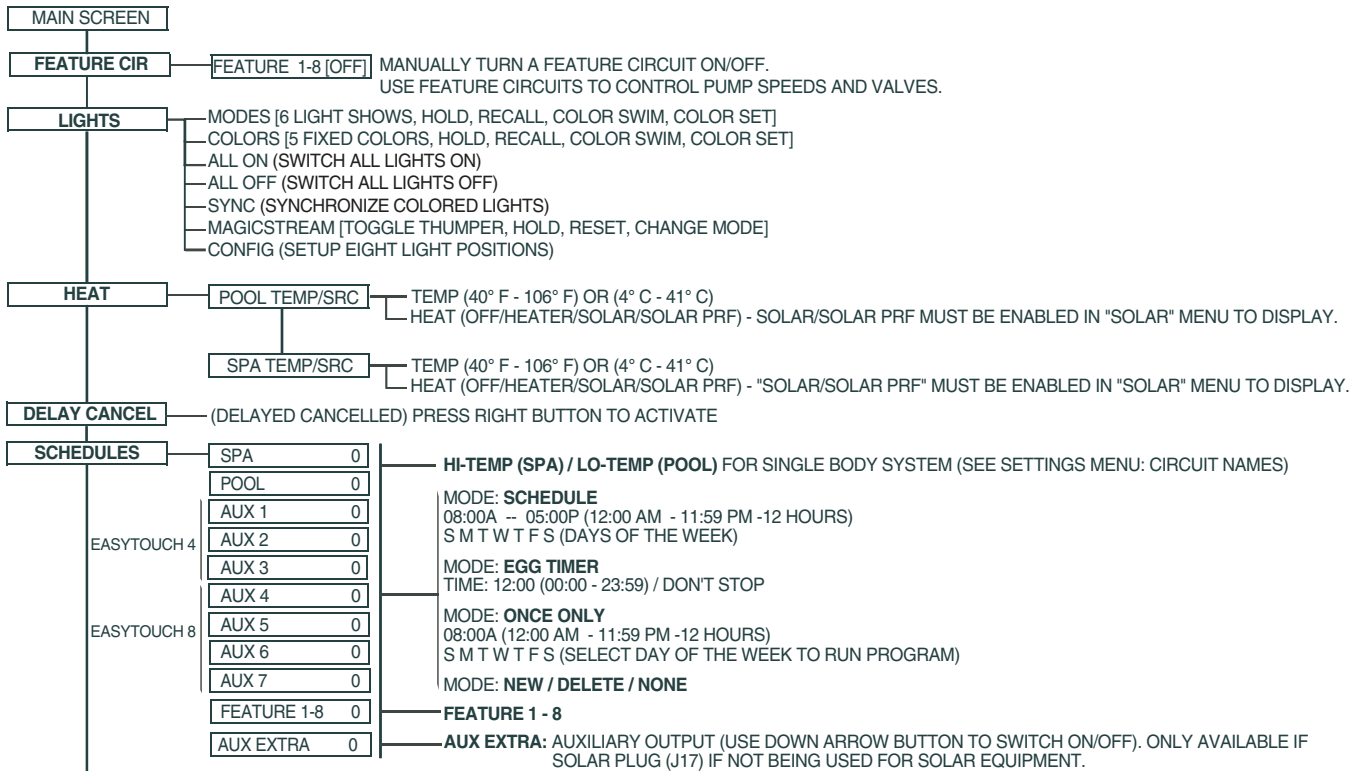 MAIN SCREEN
FEATURE CIR
FEATURE 1-8 [OFF]
MANUALLY TURN A FEATURE CIRCUIT ON/OFF.
USE FEATURE CIRCUITS TO CONTROL PUMP SPEEDS AND VALVES.
LIGHTS
MODES [6 LIGHT SHOWS, HOLD, RECALL, COLOR SWIM, COLOR SET]
COLORS [5 FIXED COLORS, HOLD, RECALL, COLOR SWIM, COLOR SET]
ALL ON (SWITCH ALL LIGHTS ON)
ALL OFF (SWITCH ALL LIGHTS OFF)
SYNC (SYNCHRONIZE COLORED LIGHTS)
MAGICSTREAM [TOGGLE THUMPER, HOLD, RESET, CHANGE MODE]
CONFIG (SETUP EIGHT LIGHT POSITIONS)
HEAT
POOL TEMP/SRC
TEMP (40° F - 106° F) OR (4° C - 41° C)
HEAT (OFF/HEATER/SOLAR/SOLAR PRF) - SOLAR/SOLAR PRF MUST BE ENABLED IN "SOLAR" MENU TO DISPLAY.
SPA TEMP/SRC
TEMP (40° F - 106° F) OR (4° C - 41° C)
HEAT (OFF/HEATER/SOLAR/SOLAR PRF) - "SOLAR/SOLAR PRF" MUST BE ENABLED IN "SOLAR" MENU TO DISPLAY.
DELAY CANCEL
(DELAYED CANCELLED) PRESS RIGHT BUTTON TO ACTIVATE
SCHEDULES
SPA 0
POOL 0
AUX 1 0
AUX 2 0
AUX 3 0
AUX 4 0
AUX 5 0
AUX 6 0
AUX 7 0
FEATURE 1-8 0
AUX EXTRA 0
EASYTOUCH 4
EASYTOUCH 8
HI-TEMP (SPA) / LO-TEMP (POOL) FOR SINGLE BODY SYSTEM (SEE SETTINGS MENU: CIRCUIT NAMES)
MODE: SCHEDULE
08:00A -- 05:00P (12:00 AM - 11:59 PM -12 HOURS)
S M T W T F S (DAYS OF THE WEEK)
MODE: EGG TIMER
TIME: 12:00 (00:00 - 23:59) / DON'T STOP
MODE: ONCE ONLY
08:00A (12:00 AM - 11:59 PM -12 HOURS)
S M T W T F S (SELECT DAY OF THE WEEK TO RUN PROGRAM)
MODE: NEW / DELETE / NONE
FEATURE 1 - 8
AUX EXTRA: AUXILIARY OUTPUT (USE DOWN ARROW BUTTON TO SWITCH ON/OFF). ONLY AVAILABLE IF
SOLAR PLUG (J17) IF NOT BEING USED FOR SOLAR EQUIPMENT.